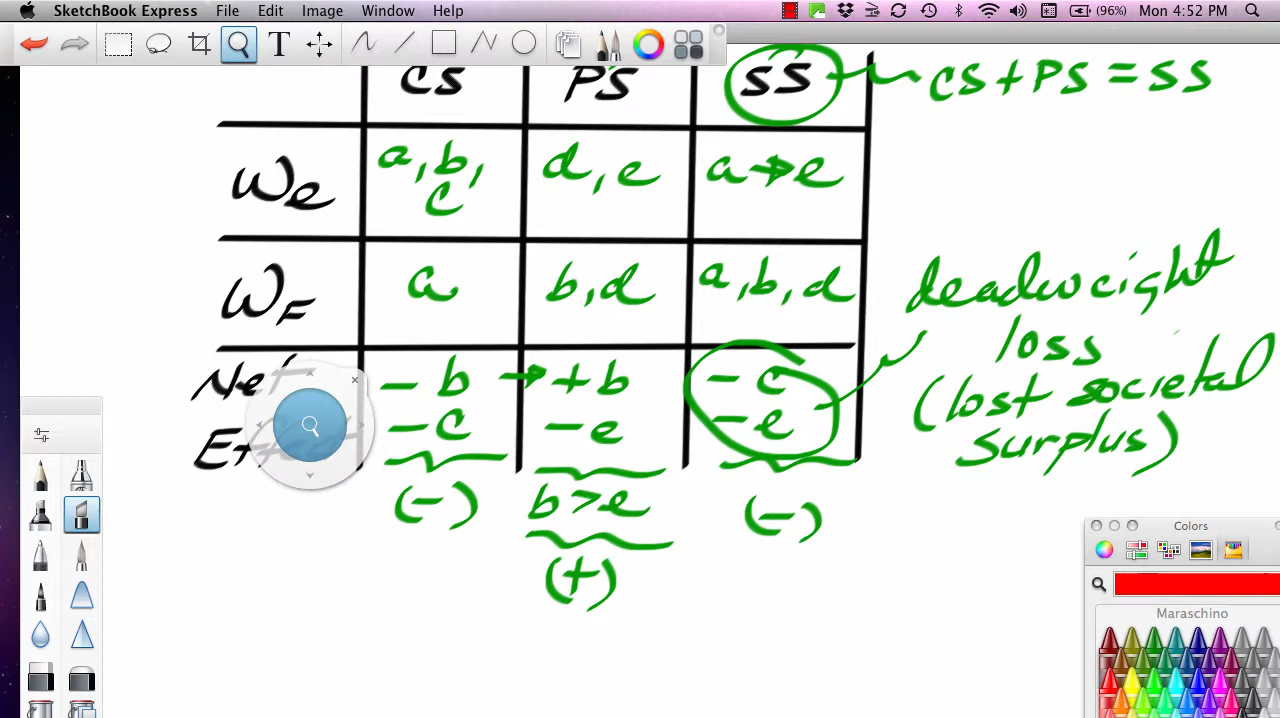 SketchBook Express File Edit Image Window Help (96%) Mon 4:52 PM
T
CS PS SS CS + PS = SS
We a, b, c d, e a → e
WF a b, d a, b, d
deadweight
loss
(lost societal
surplus)
Net - b → + b - c
- c - e - e
(-) b > e (-)
(+)
Colors
Maraschino